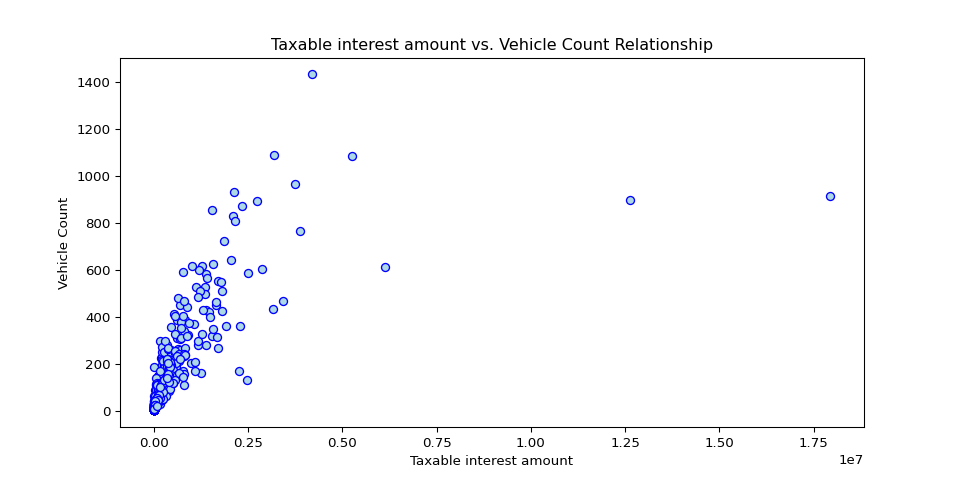 Taxable interest amount vs. Vehicle Count Relationship
1400
1200
1000
800
600
400
200
0
Vehicle Count
0.00 0.25 0.50 0.75 1.00 1.25 1.50 1.75
1e7
Taxable interest amount